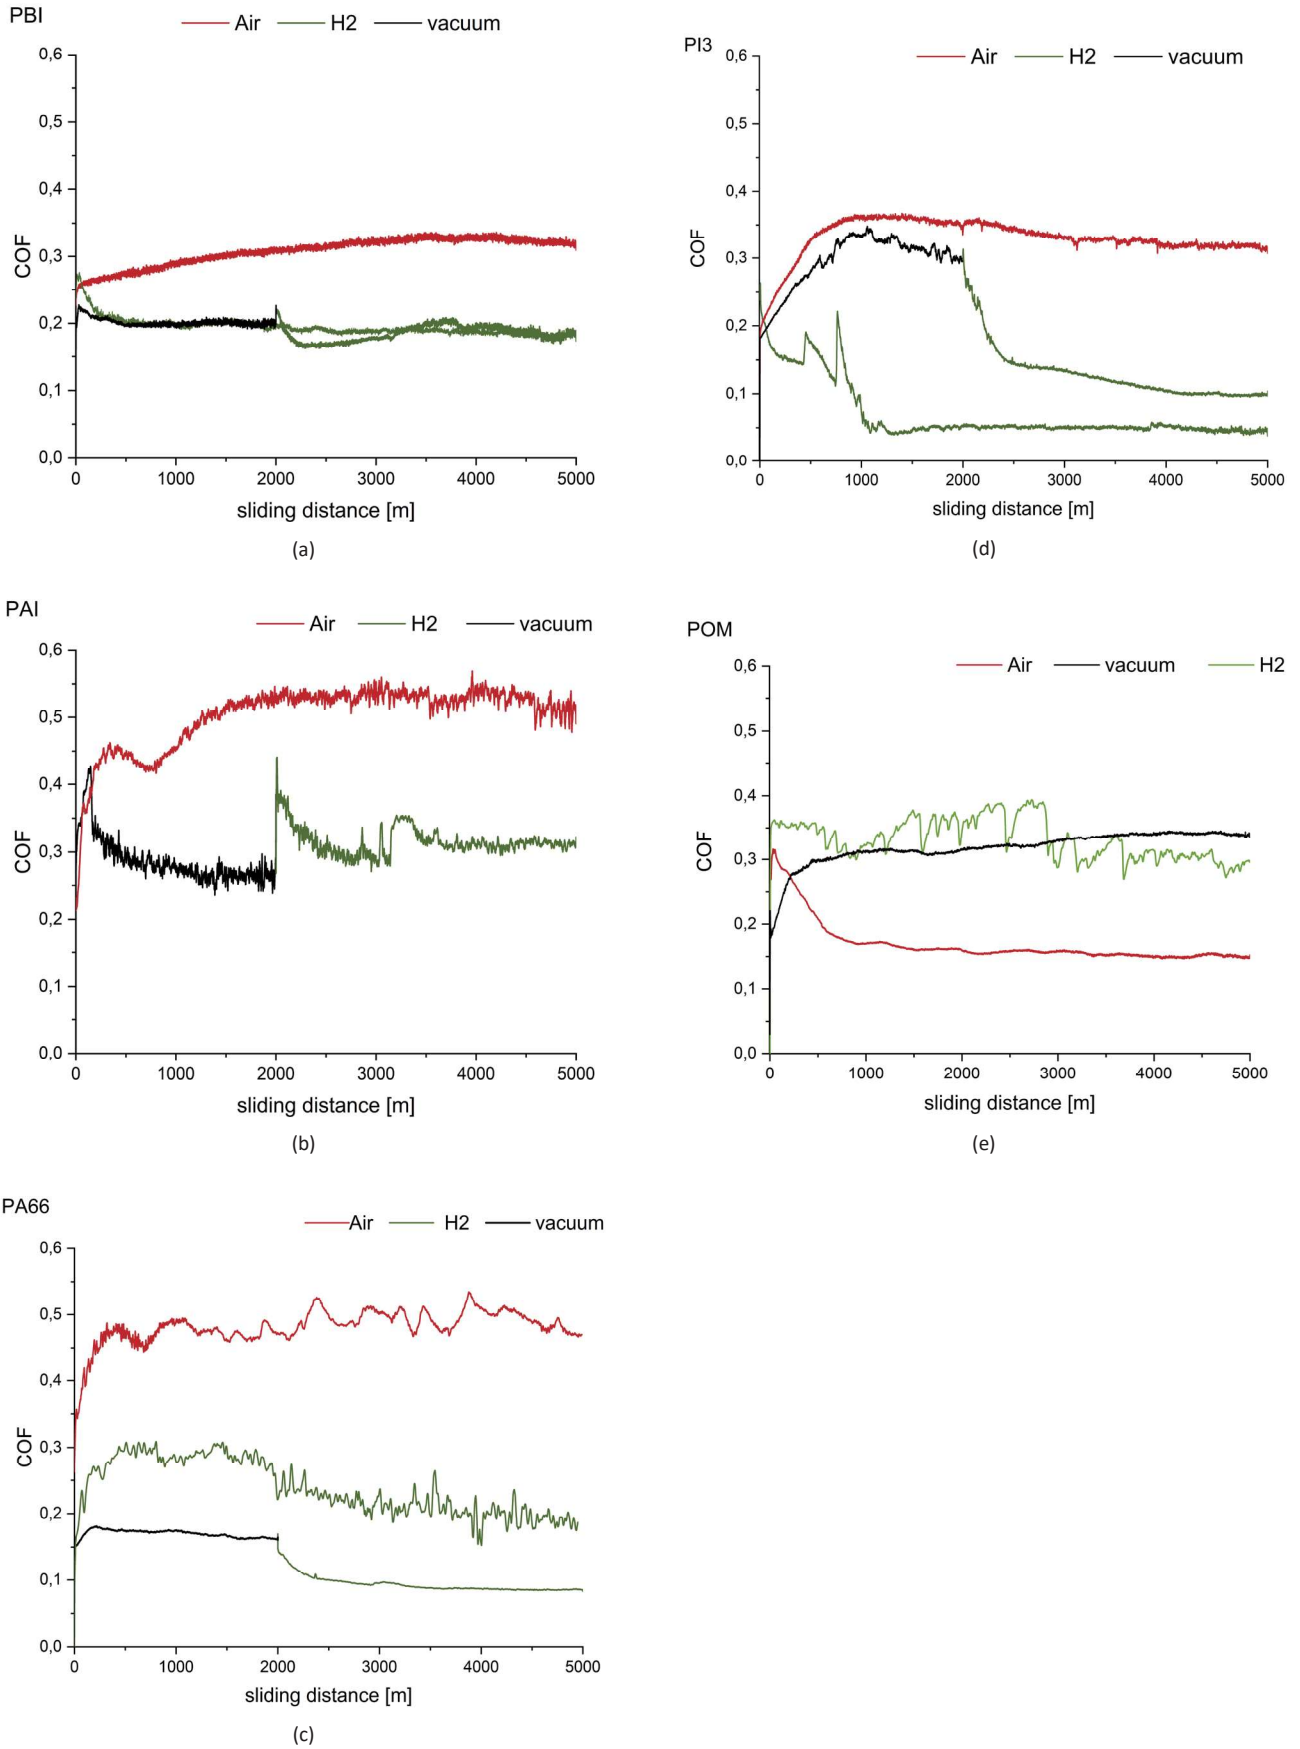 PBI
Air H2 vacuum
0,6
0,5
0,4
0,3
0,2
0,1
0,0
COF
0 1000 2000 3000 4000 5000
sliding distance [m]
(a)
PI3
Air H2 vacuum
0,6
0,5
0,4
0,3
0,2
0,1
0,0
COF
0 1000 2000 3000 4000 5000
sliding distance [m]
(d)
PAI
Air H2 vacuum
0,6
0,5
0,4
0,3
0,2
0,1
0.0
COF
0 1000 2000 3000 4000 5000
sliding distance [m]
(b)
POM
Air vacuum H2
0,6
0,5
0,4
0,3
0,2
0,1
0,0
COF
0 1000 2000 3000 4000 5000
sliding distance [m]
(e)
PA66
Air H2 vacuum
0,6
0,5
0,4
0,3
0,2
0,1
0,0
COF
0 1000 2000 3000 4000 5000
sliding distance [m]
(c)